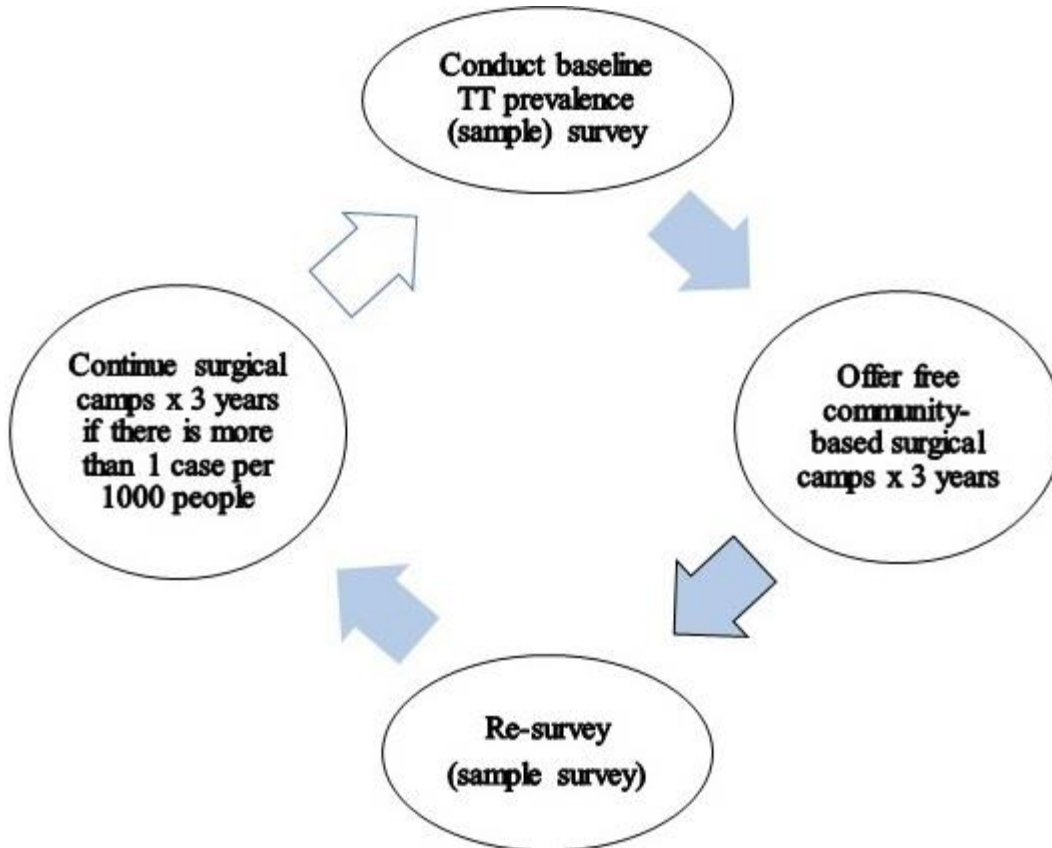 Conduct baseline
TT prevalence
(sample) survey
Offer free
community-
based surgical
camps x 3 years
Re-survey
(sample survey)
Continue surgical
camps x 3 years
if there is more
than 1 case per
1000 people